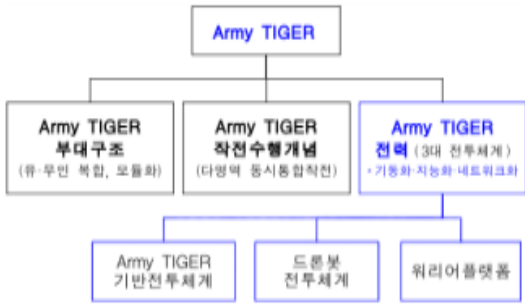 Army TIGER
Army TIGER
부대구조
(유·무인 복합, 모듈화)
Army TIGER
작전수행개념
(다영역 동시통합작전)
Army TIGER
전력 (3대 전투체계)
• 기동화·지능화·네트워크화
Army TIGER
기반전투체계
드론봇
전투체계
워리어플랫폼